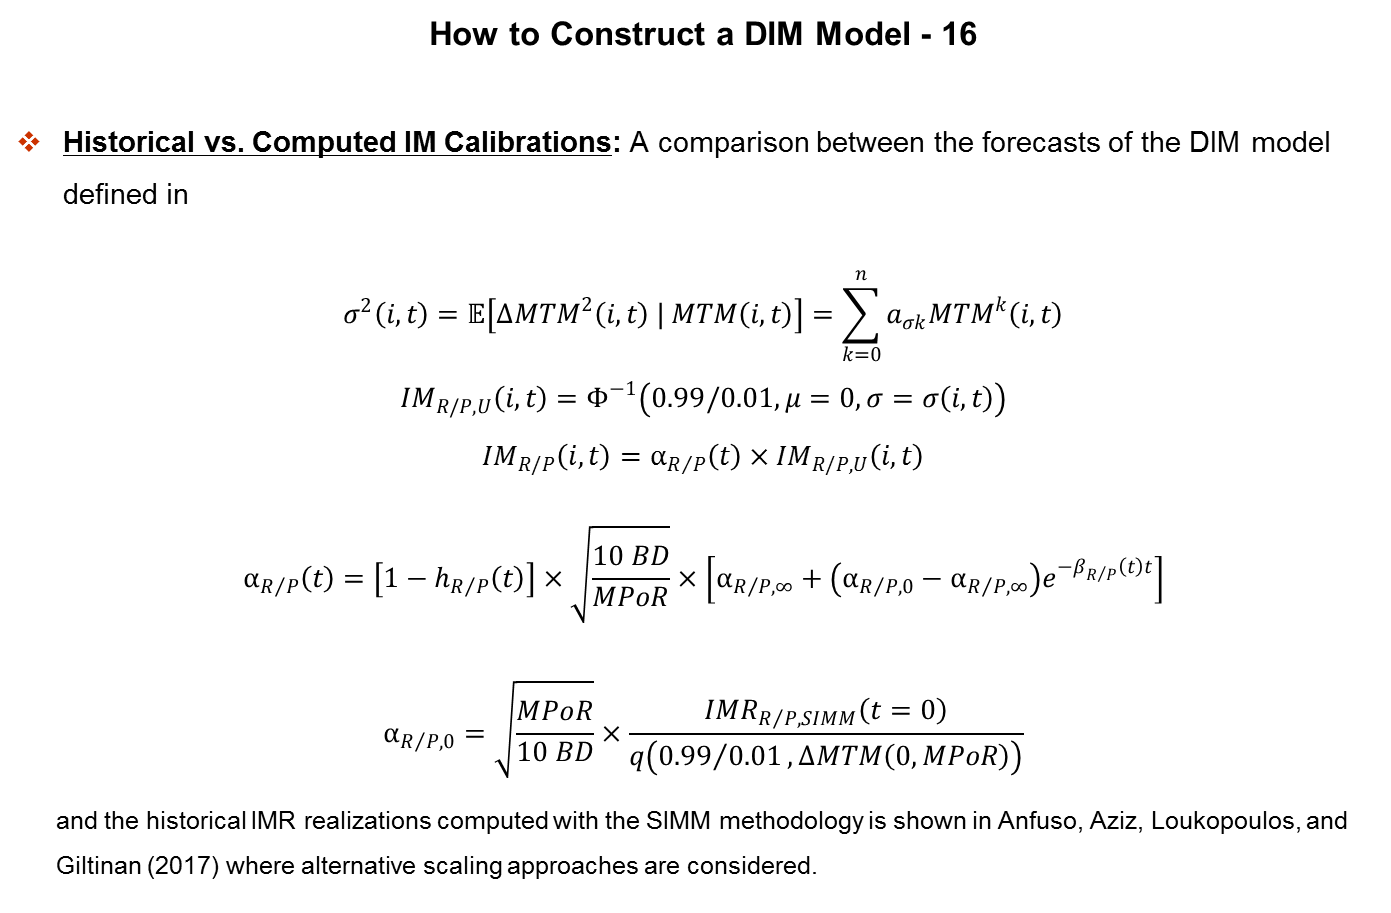 How to Construct a DIM Model - 16
❖ Historical vs. Computed IM Calibrations: A comparison between the forecasts of the DIM model
defined in
σ²(i, t) = 𝔼[ΔMTM²(i, t) | MTM(i, t)] = ∑_{k=0}^{n} a_{σk} MTM^k(i, t)
IM_{R/P,U}(i, t) = Φ⁻¹(0.99/0.01, μ = 0, σ = σ(i, t))
IM_{R/P}(i, t) = α_{R/P}(t) × IM_{R/P,U}(i, t)
α_{R/P}(t) = [1 − h_{R/P}(t)] × √(10 BD / MPoR) × [α_{R/P,∞} + (α_{R/P,0} − α_{R/P,∞})e^{−β_{R/P}(t)t}]
α_{R/P,0} = √(MPoR / 10 BD) × IMR_{R/P,SIMM}(t = 0) / q(0.99/0.01, ΔMTM(0, MPoR))
and the historical IMR realizations computed with the SIMM methodology is shown in Anfuso, Aziz, Loukopoulos, and
Giltinan (2017) where alternative scaling approaches are considered.